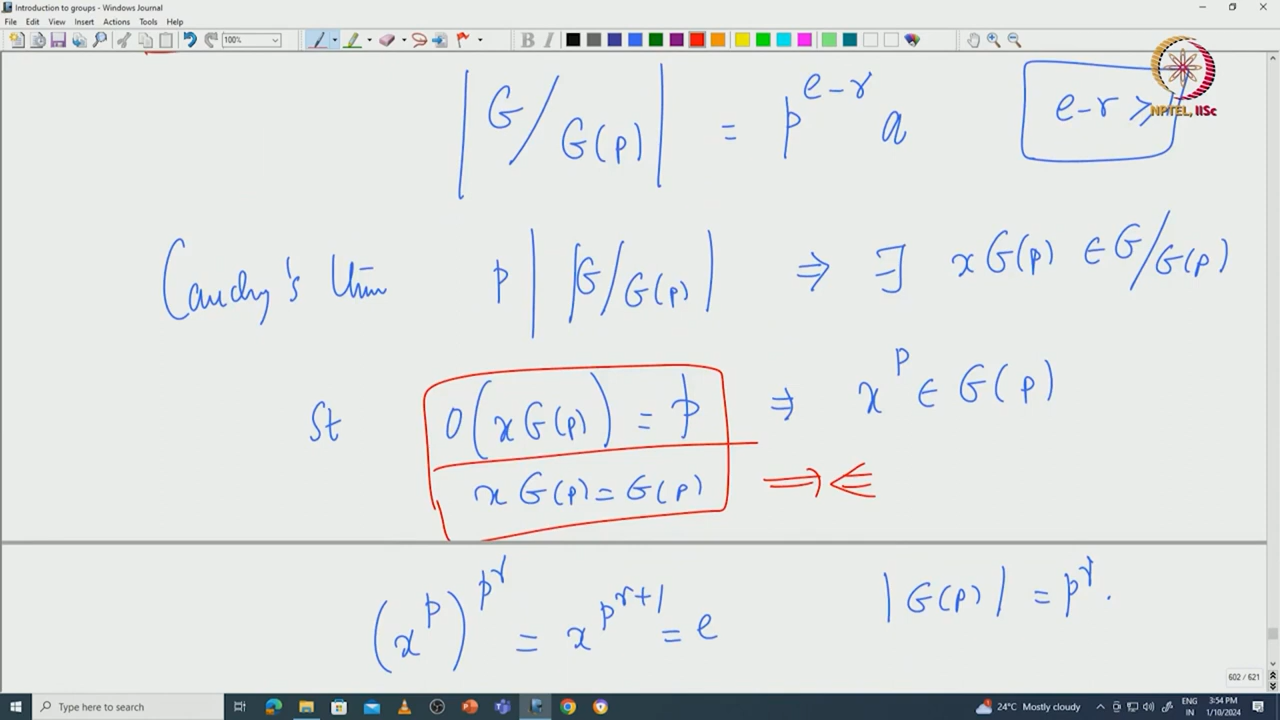 Introduction to groups - Windows Journal
File Edit View Insert Actions Tools Help
100%
NPTEL, IISc
| G/G(p) | = p^{e-r} a    e-r ≥
Cauchy's thm  p | |G/G(p)| ⇒ ∃ xG(p) ∈ G/G(p)
St  O(xG(p)) = p ⇒ x^p ∈ G(p)
xG(p) = G(p) ⇒⇐
(x^p)^{p^r} = x^{p^{r+1}} = e    |G(p)| = p^r.
602 / 621
Type here to search
24°C Mostly cloudy
ENG
IN
3:54 PM
1/10/2024